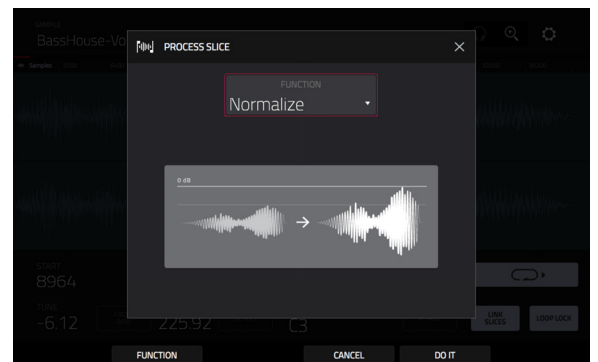 SAMPLE
BassHouse-Vo
PROCESS SLICE
Samples
FUNCTION
Normalize
0 dB
START
8964
TUNE
-6.12
225.92
C3
LINK
SLICES
LOOP LOCK
FUNCTION
CANCEL
DO IT